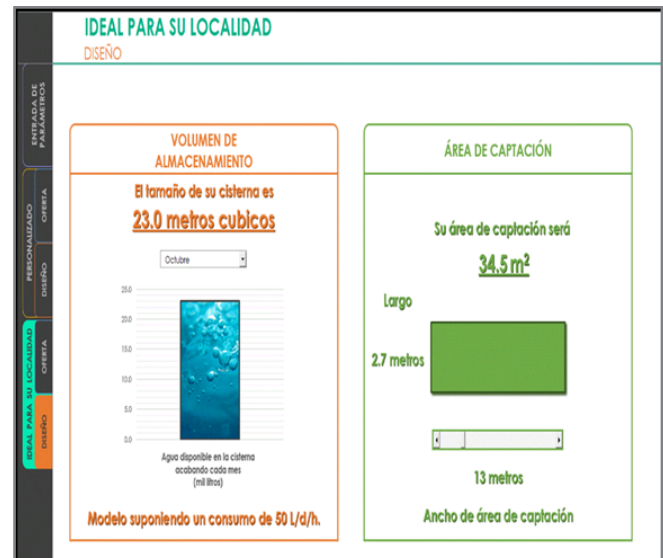 IDEAL PARA SU LOCALIDAD
DISEÑO
ENTRADA DE
PARÁMETROS
PERSONALIZADO
OFERTA
DISEÑO
IDEAL PARA SU LOCALIDAD
OFERTA
DISEÑO
VOLUMEN DE
ALMACENAMIENTO
El tamaño de su cisterna es
23.0 metros cubicos
Octubre
25.0
20.0
15.0
10.0
5.0
0.0
Agua disponible en la cisterna
acabando cada mes
(mil litros)
Modelo suponiendo un consumo de 50 L/d/h.
ÁREA DE CAPTACIÓN
Su área de captación será
34.5 m²
Largo
2.7 metros
13 metros
Ancho de área de captación